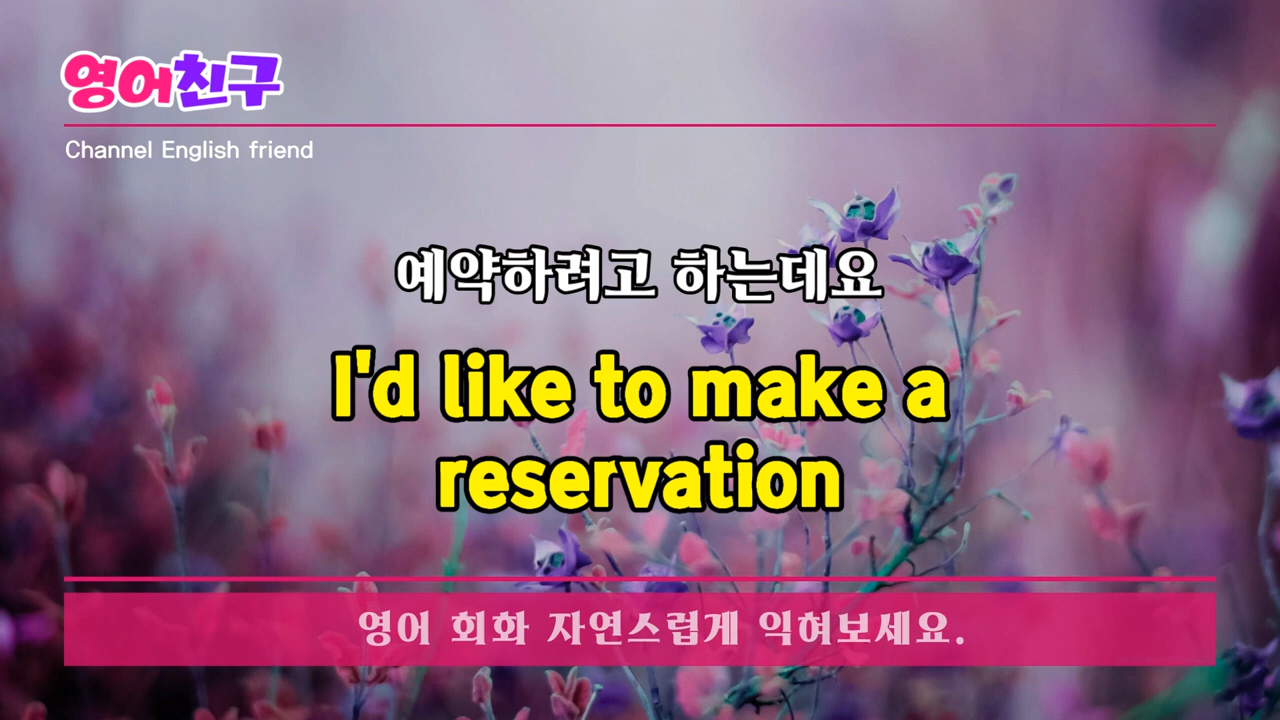 영어친구
Channel English friend
예약하려고 하는데요
I'd like to make a
reservation
영어 회화 자연스럽게 익혀보세요.